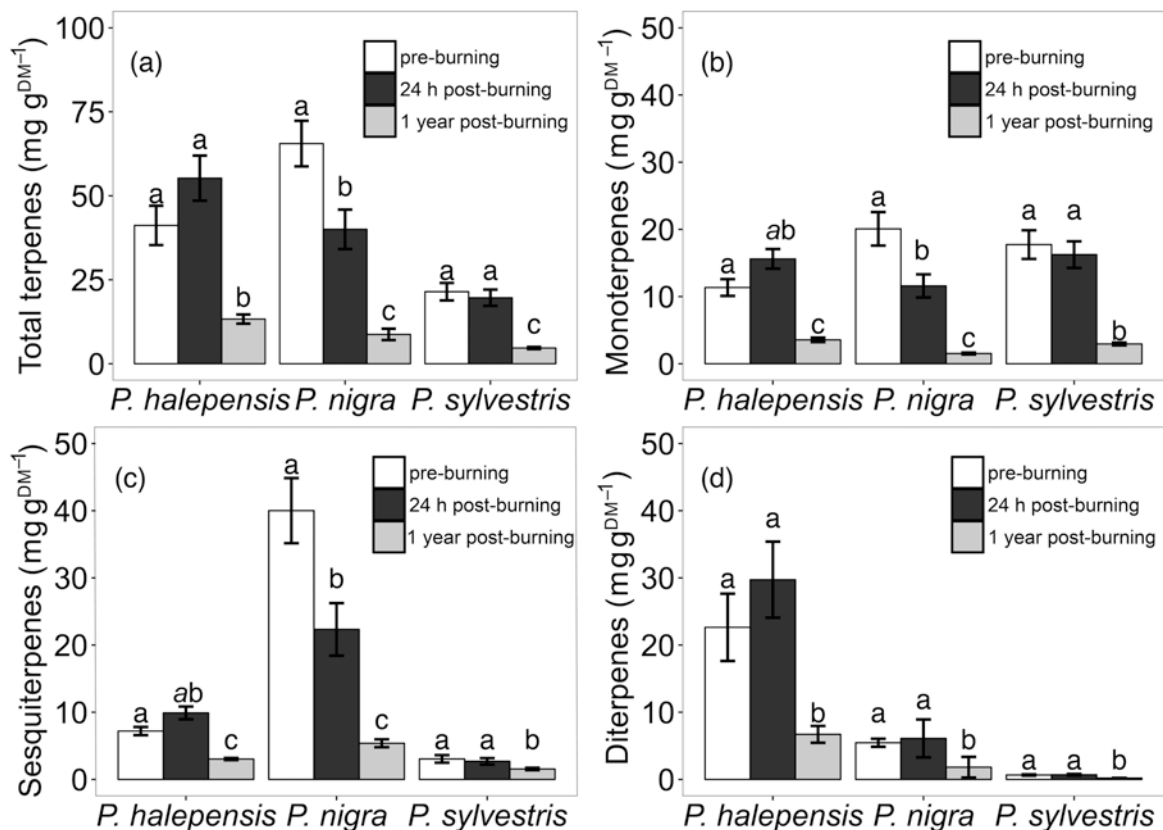 Total terpenes (mg g^DM−1)
100
75
50
25
0
(a)
pre-burning
24 h post-burning
1 year post-burning
a
a
b
a
b
c
a
a
c
P. halepensis
P. nigra
P. sylvestris
Monoterpenes (mg g^DM−1)
50
40
30
20
10
0
(b)
pre-burning
24 h post-burning
1 year post-burning
a
ab
c
a
b
c
a
a
b
P. halepensis
P. nigra
P. sylvestris
Sesquiterpenes (mg g^DM−1)
50
40
30
20
10
0
(c)
pre-burning
24 h post-burning
1 year post-burning
a
ab
c
a
b
c
a
a
b
P. halepensis
P. nigra
P. sylvestris
Diterpenes (mg g^DM−1)
50
40
30
20
10
0
(d)
pre-burning
24 h post-burning
1 year post-burning
a
a
b
a
a
b
a
a
b
P. halepensis
P. nigra
P. sylvestris